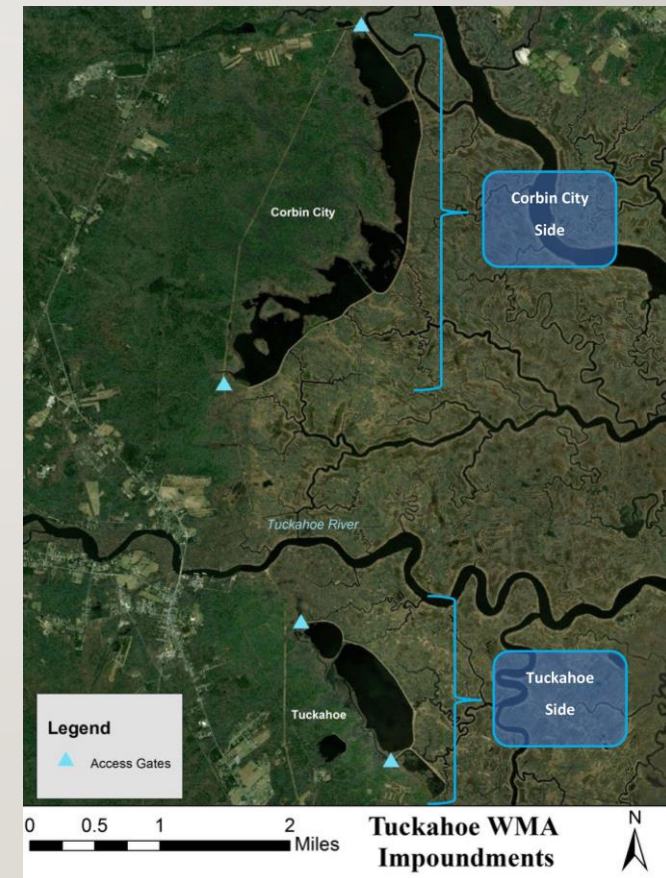 Corbin City
Corbin City
Side
Tuckahoe River
Tuckahoe
Side
Tuckahoe
Legend
Access Gates
0 0.5 1 2
Miles
Tuckahoe WMA
Impoundments
N